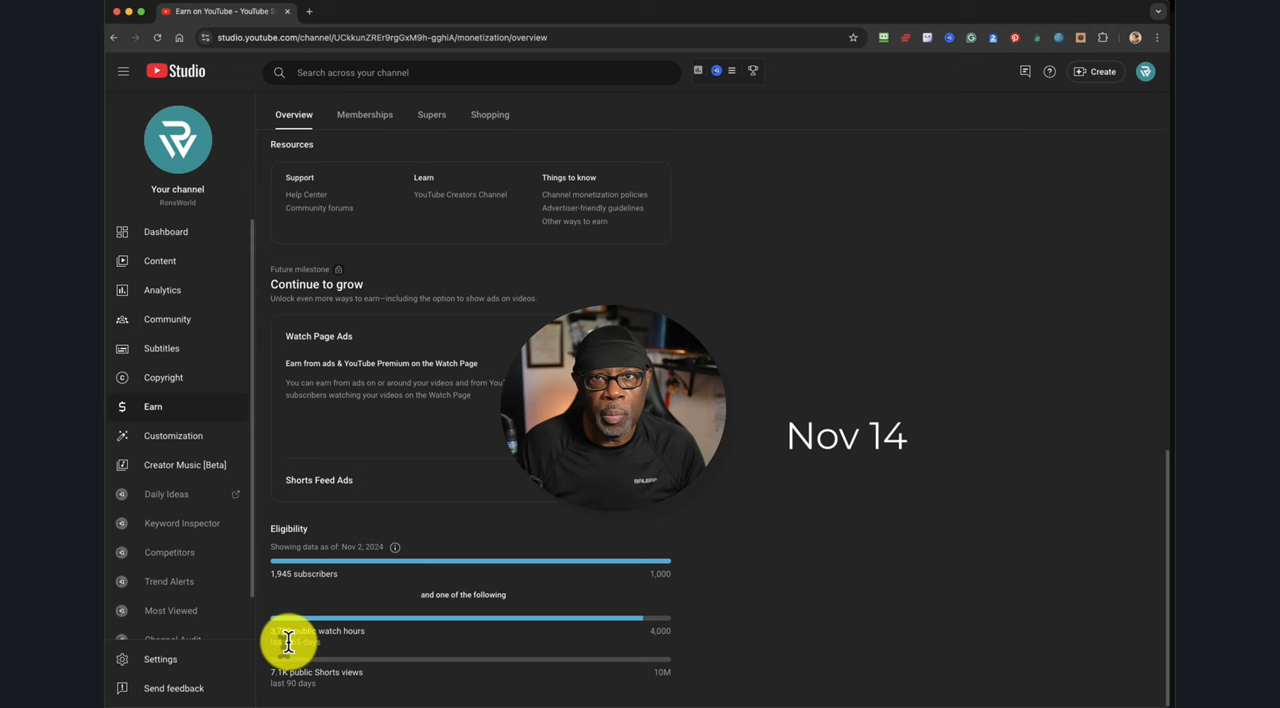 Earn on YouTube - YouTube S
studio.youtube.com/channel/UCkkunZREr9rgGxM9h-gghiA/monetization/overview
Studio
Search across your channel
Create
Your channel
RonsWorld
Dashboard
Content
Analytics
Community
Subtitles
Copyright
Earn
Customization
Creator Music [Beta]
Daily Ideas
Keyword Inspector
Competitors
Trend Alerts
Most Viewed
Channel Audit
Settings
Send feedback
Overview
Memberships
Supers
Shopping
Resources
Support
Help Center
Community forums
Learn
YouTube Creators Channel
Things to know
Channel monetization policies
Advertiser-friendly guidelines
Other ways to earn
Future milestone
Continue to grow
Unlock even more ways to earn—including the option to show ads on videos.
Watch Page Ads
Earn from ads & YouTube Premium on the Watch Page
You can earn from ads on or around your videos and from You
subscribers watching your videos on the Watch Page
Shorts Feed Ads
Nov 14
Eligibility
Showing data as of: Nov 2, 2024
1,945 subscribers
1,000
and one of the following
public watch hours
4,000
days
7.1K public Shorts views
10M
last 90 days